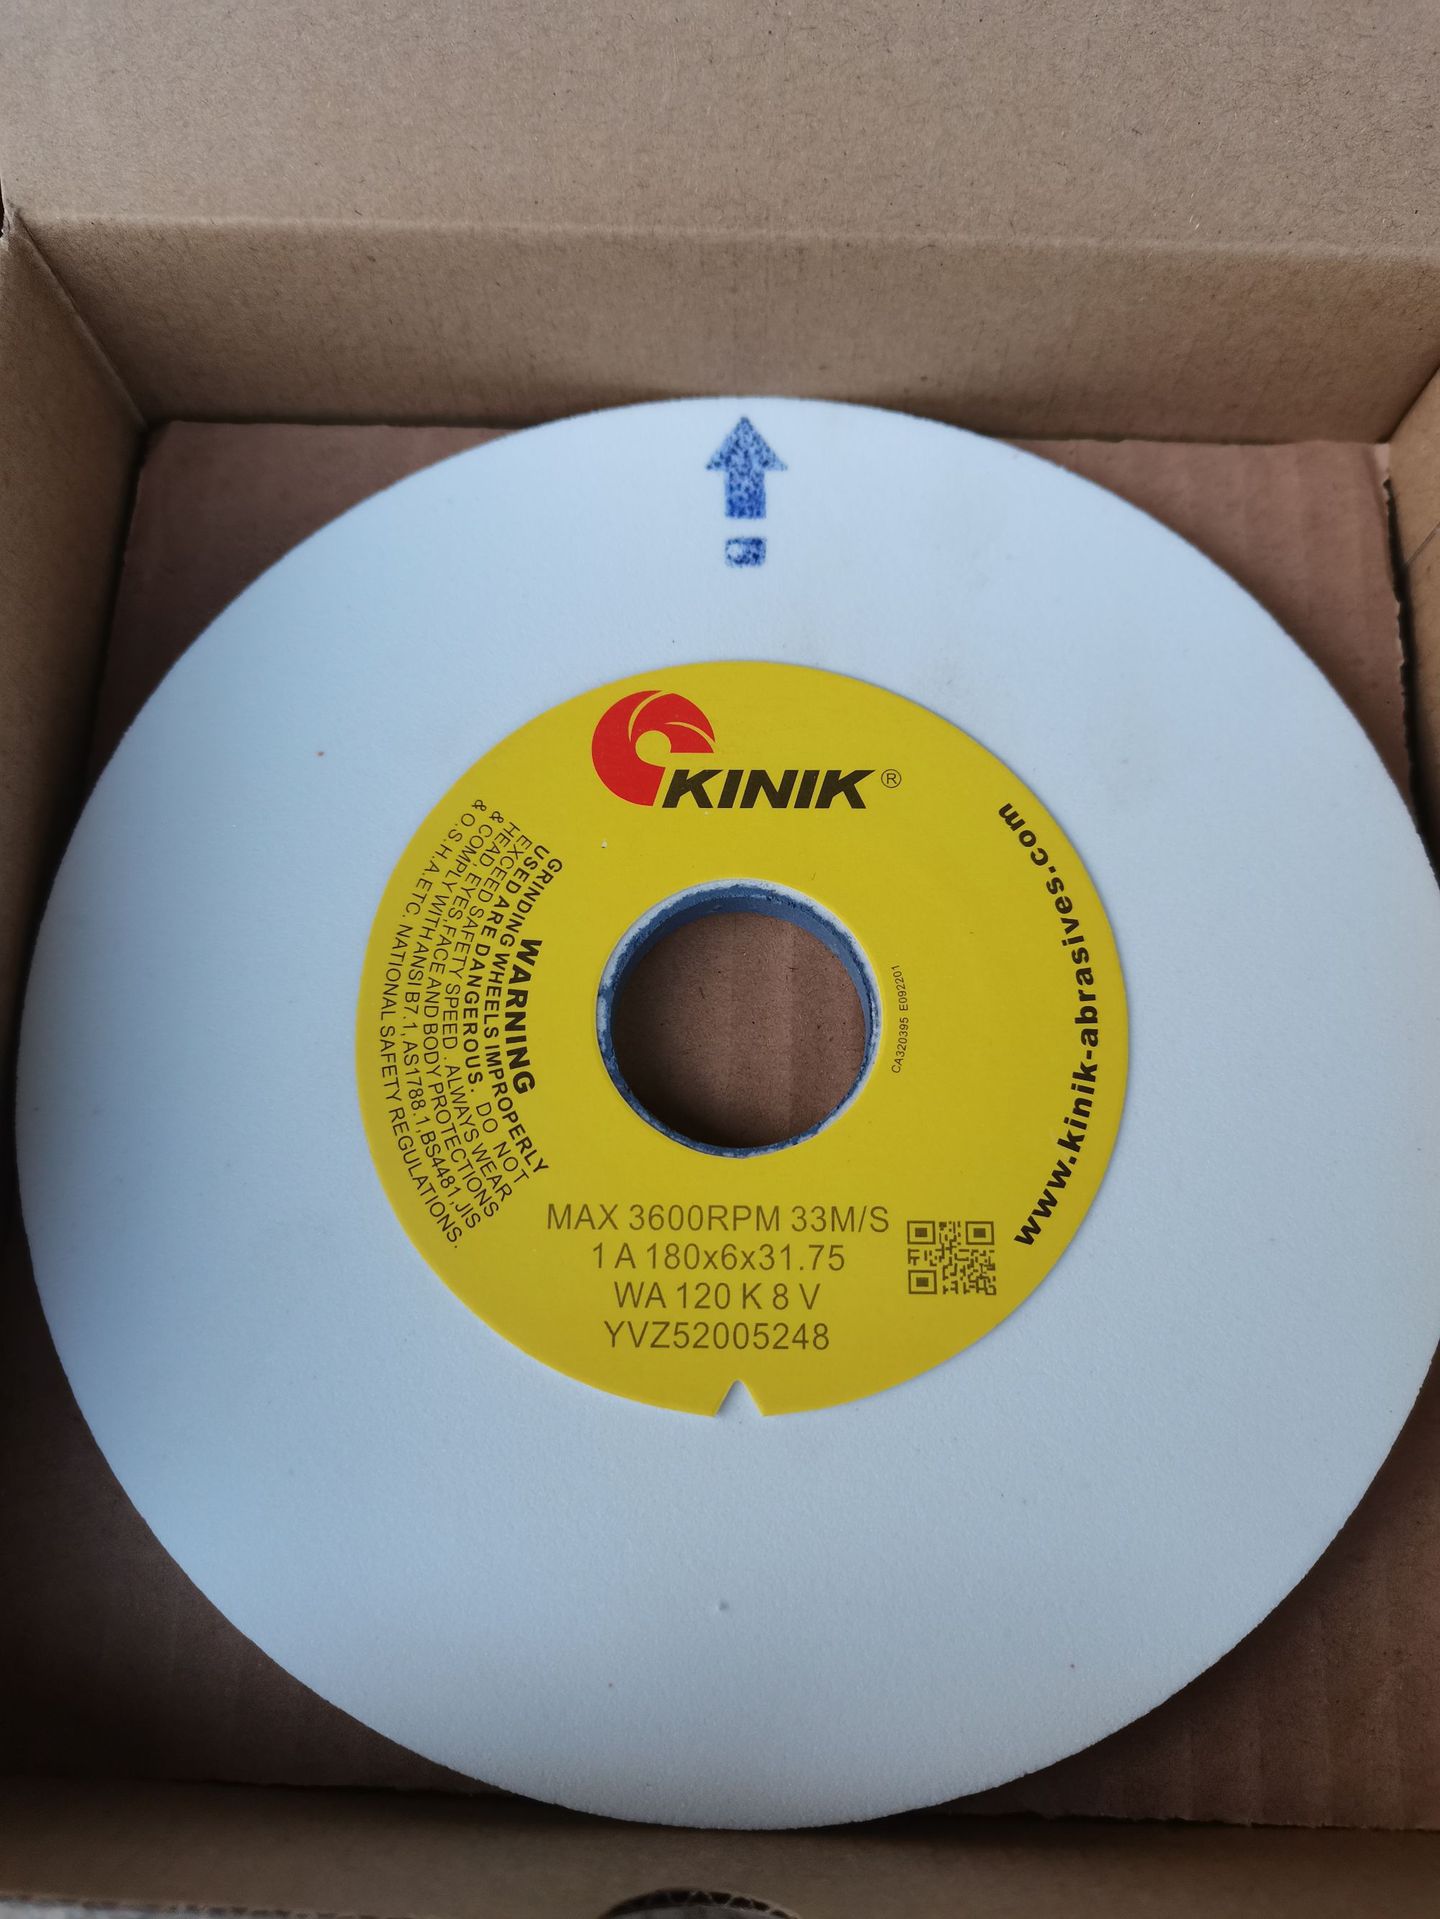 KINIK®
www.kinik-abrasives.com
WARNING
GRINDING WHEELS IMPROPERLY
USED ARE DANGEROUS. DO NOT
EXCEED SAFETY SPEED. ALWAYS WEAR
HEAD, EYES, FACE AND BODY PROTECTIONS
& COMPLY WITH ANSI B7.1, AS1788.1, BS4481, JIS
& O.S.H.A. ETC. NATIONAL SAFETY REGULATIONS.
CA320395 E092201
MAX 3600RPM 33M/S
1 A 180x6x31.75
WA 120 K 8 V
YVZ52005248